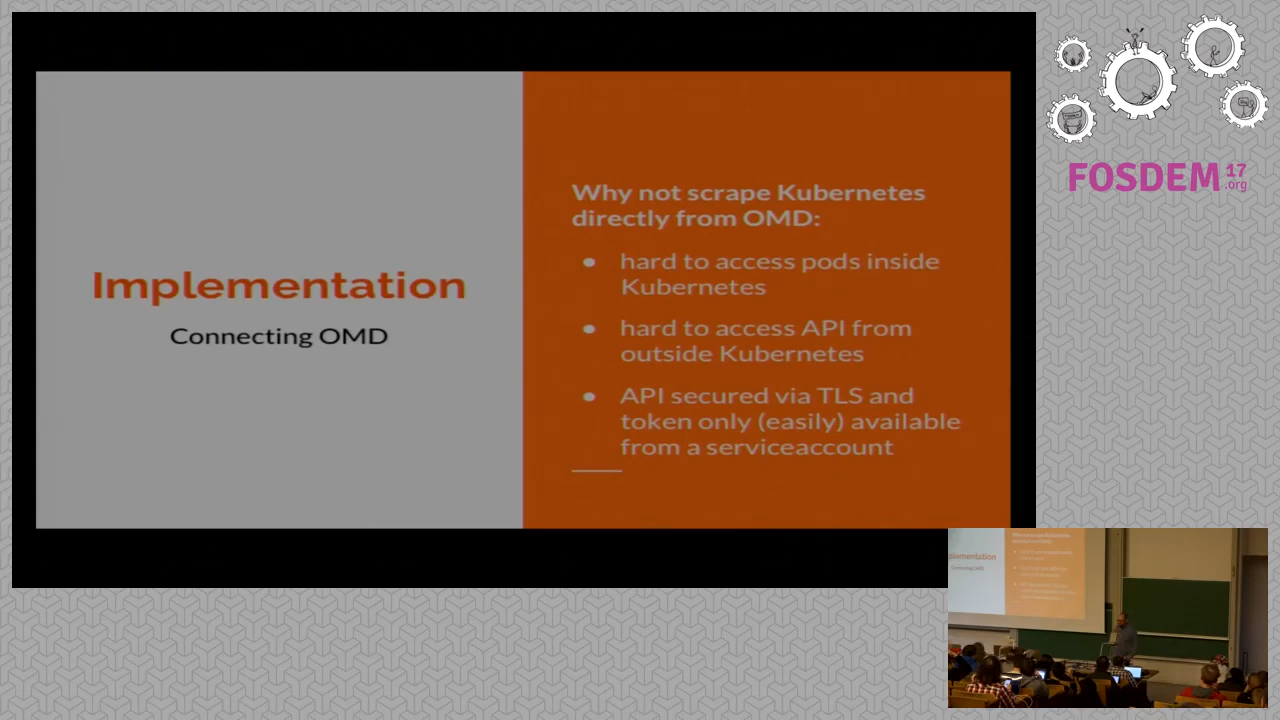 Implementation
Connecting OMD
Why not scrape Kubernetes
directly from OMD:
● hard to access pods inside
Kubernetes
● hard to access API from
outside Kubernetes
● API secured via TLS and
token only (easily) available
from a serviceaccount
FOSDEM 17
.org